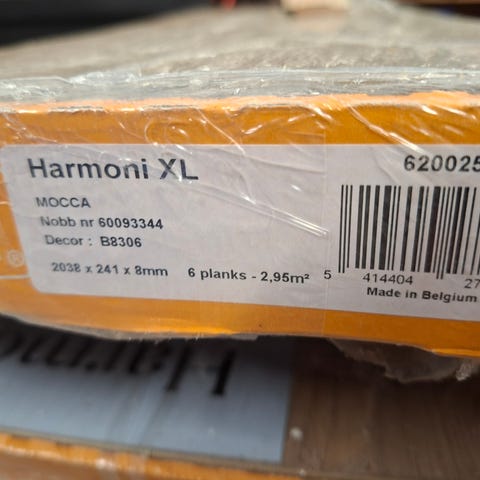 Harmoni XL
620025
MOCCA
Nobb nr 60093344
Decor : B8306
2038 x 241 x 8mm
6 planks - 2,95m²
5 414404 27
Made in Belgium
®